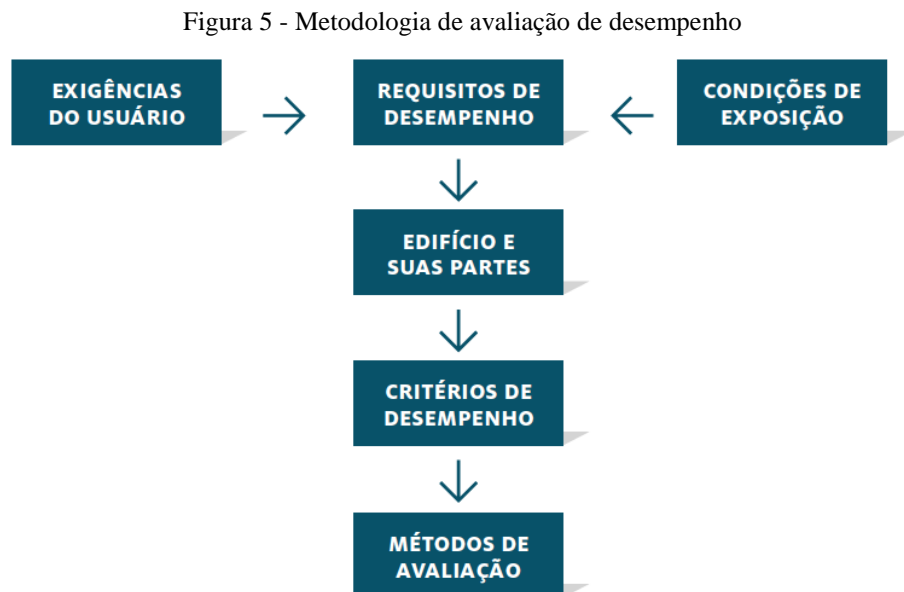 Figura 5 - Metodologia de avaliação de desempenho
EXIGÊNCIAS
DO USUÁRIO
REQUISITOS DE
DESEMPENHO
CONDIÇÕES DE
EXPOSIÇÃO
EDIFÍCIO E
SUAS PARTES
CRITÉRIOS DE
DESEMPENHO
MÉTODOS DE
AVALIAÇÃO